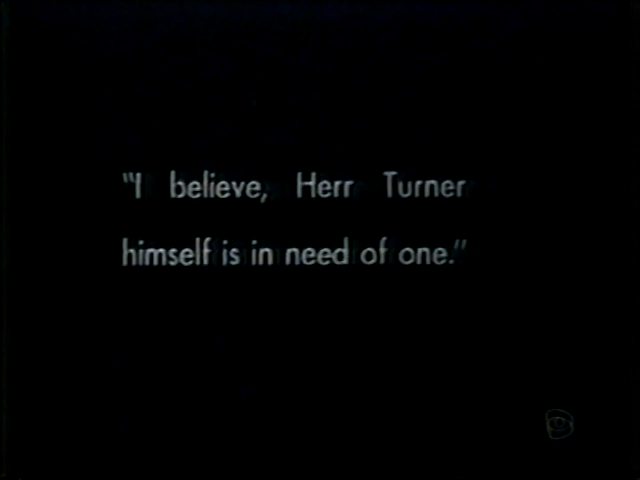 "I believe, Herr Turner
himself is in need of one."